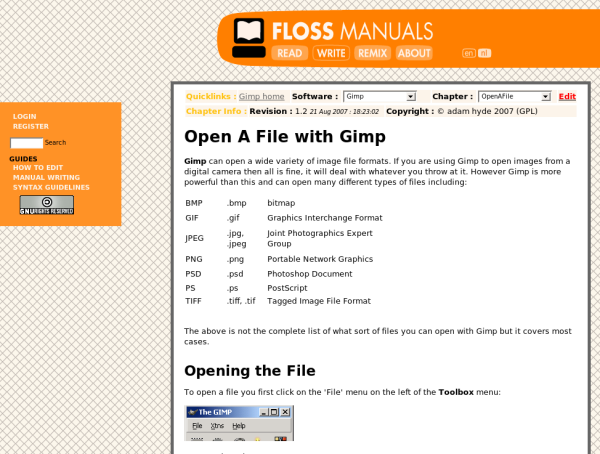 FLOSS MANUALS
READ WRITE REMIX ABOUT en nl
LOGIN
REGISTER
Search
GUIDES
HOW TO EDIT
MANUAL WRITING
SYNTAX GUIDELINES
GNU RIGHTS RESERVED
Quicklinks : Gimp home Software : Gimp Chapter : OpenAFile Edit
Chapter Info : Revision : 1.2 21 Aug 2007 : 18:23:02 Copyright : © adam hyde 2007 (GPL)
Open A File with Gimp
Gimp can open a wide variety of image file formats. If you are using Gimp to open images from a
digital camera then all is fine, it will deal with whatever you throw at it. However Gimp is more
powerful than this and can open many different types of files including:
BMP .bmp bitmap
GIF .gif Graphics Interchange Format
JPEG .jpg, .jpeg Joint Photographics Expert Group
PNG .png Portable Network Graphics
PSD .psd Photoshop Document
PS .ps PostScript
TIFF .tiff, .tif Tagged Image File Format
The above is not the complete list of what sort of files you can open with Gimp but it covers most
cases.
Opening the File
To open a file you first click on the 'File' menu on the left of the Toolbox menu:
The GIMP
File Xtns Help